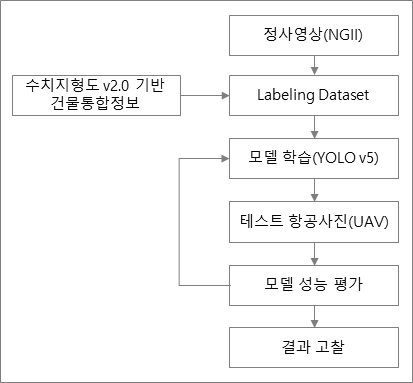 정사영상(NGII)
수치지형도 v2.0 기반
건물통합정보
Labeling Dataset
모델 학습(YOLO v5)
테스트 항공사진(UAV)
모델 성능 평가
결과 고찰